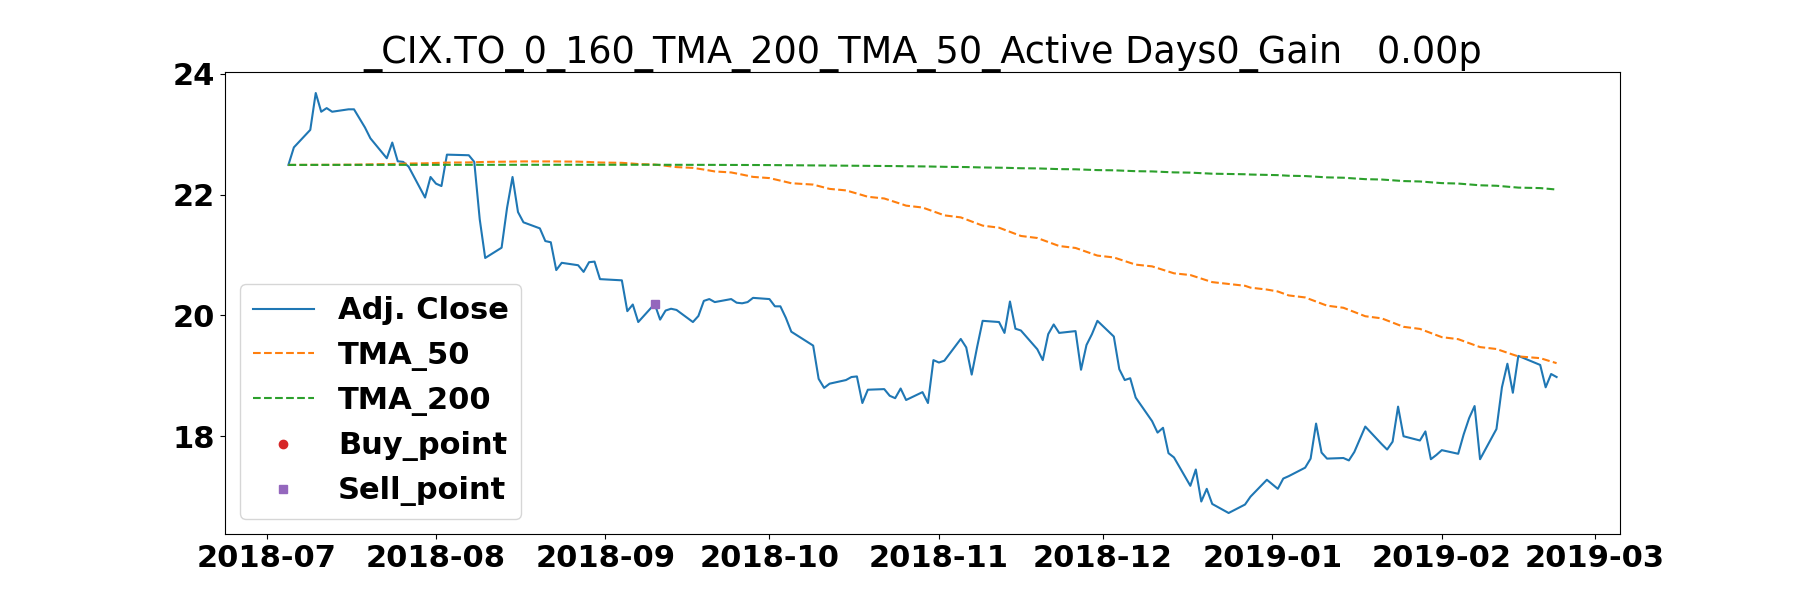 _CIX.TO_0_160_TMA_200_TMA_50_Active Days0_Gain   0.00p
24
22
20
18
Adj. Close
TMA_50
TMA_200
Buy_point
Sell_point
2018-07 2018-08 2018-09 2018-10 2018-11 2018-12 2019-01 2019-02 2019-03